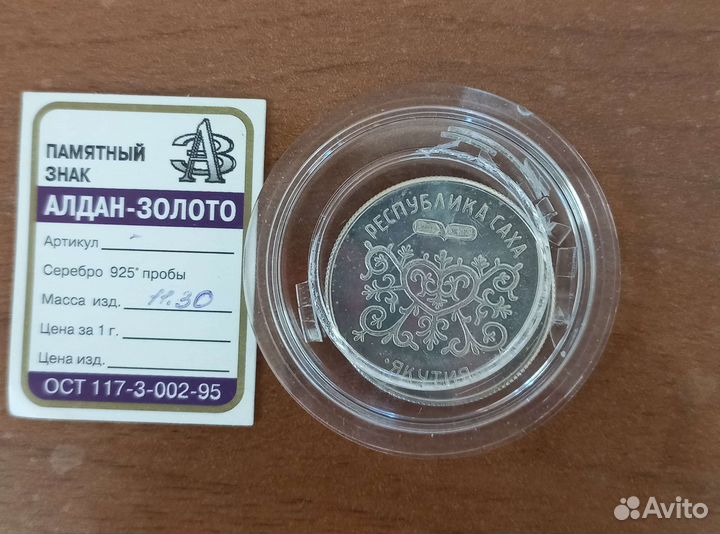 ПАМЯТНЫЙ
ЗНАК
АЗ
АЛДАН-ЗОЛОТО
Артикул
Серебро 925° пробы
Масса изд. 11.30
Цена за 1 г.
Цена изд.
ОСТ 117-3-002-95
РЕСПУБЛИКА САХА
ЯКУТИЯ
Avito